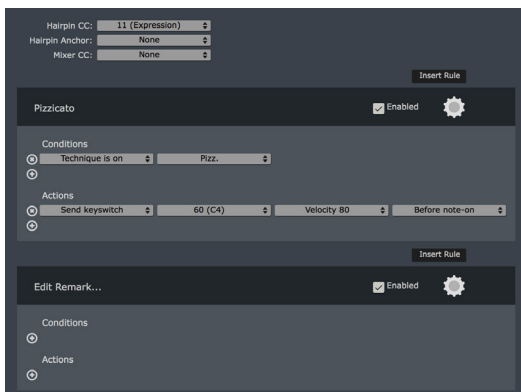 Hairpin CC: 11 (Expression)
Hairpin Anchor: None
Mixer CC: None
Insert Rule
Pizzicato Enabled
Conditions
Technique is on Pizz.
Actions
Send keyswitch 60 (C4) Velocity 80 Before note-on
Insert Rule
Edit Remark... Enabled
Conditions
Actions